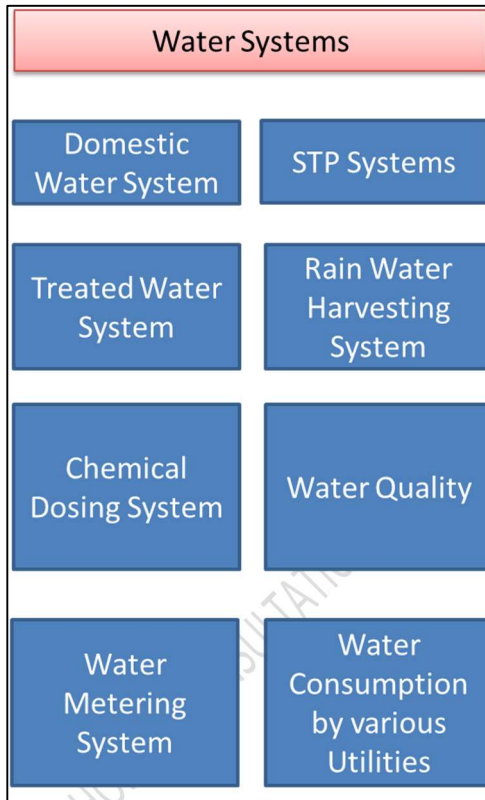 Water Systems
Domestic
Water System
STP Systems
Treated Water
System
Rain Water
Harvesting
System
Chemical
Dosing System
Water Quality
Water
Metering
System
Water
Consumption
by various
Utilities